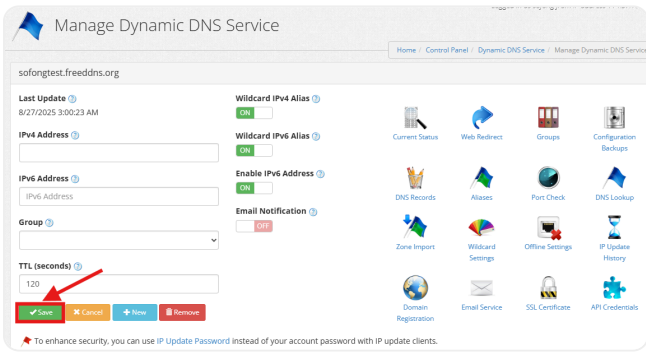 Manage Dynamic DNS Service
Home / Control Panel / Dynamic DNS Service / Manage Dynamic DNS Service
sofongtest.freeddns.org
Last Update
8/27/2025 3:00:23 AM
IPv4 Address
IPv6 Address
IPv6 Address
Group
TTL (seconds)
120
Save
Cancel
New
Remove
Wildcard IPv4 Alias
ON
Wildcard IPv6 Alias
ON
Enable IPv6 Address
ON
Email Notification
OFF
Current Status
Web Redirect
Groups
Configuration
Backups
DNS Records
Aliases
Port Check
DNS Lookup
Zone Import
Wildcard
Settings
Offline Settings
IP Update
History
Domain
Registration
Email Service
SSL Certificate
API Credentials
To enhance security, you can use IP Update Password instead of your account password with IP update clients.